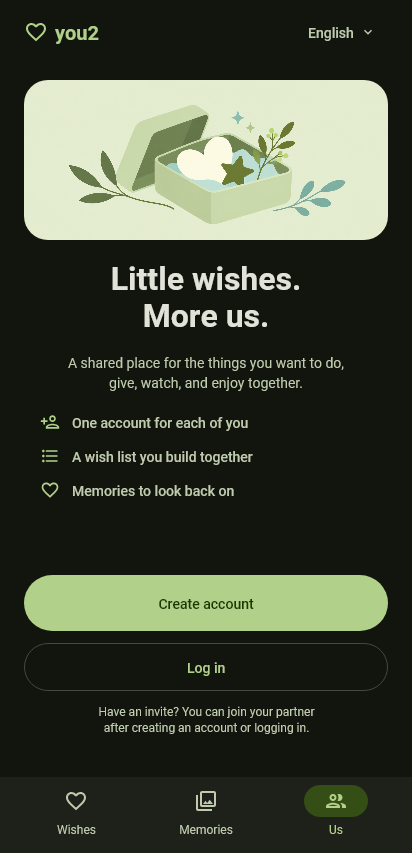 you2
English
Little wishes.
More us.
A shared place for the things you want to do,
give, watch, and enjoy together.
One account for each of you
A wish list you build together
Memories to look back on
Create account
Log in
Have an invite? You can join your partner
after creating an account or logging in.
Wishes
Memories
Us